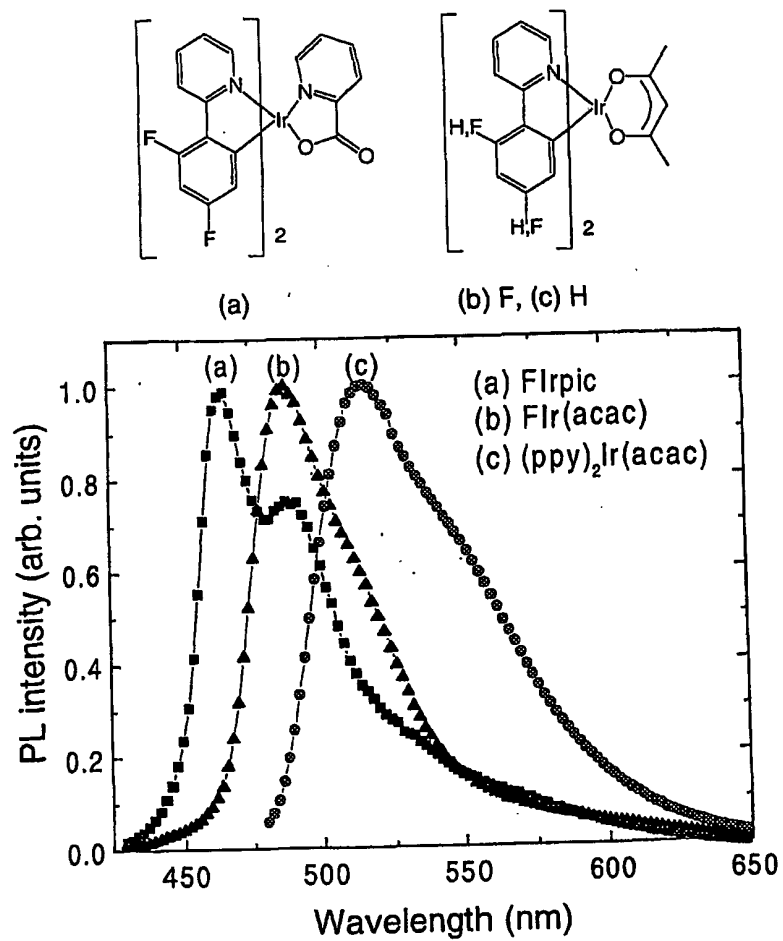 N
N
Ir
F
O
O
F
2
N
O
Ir
O
H,F
H,F
2
(a)
(b) F, (c) H
(a)
(b)
(c)
(a) FIrpic
(b) FIr(acac)
(c) (ppy)₂Ir(acac)
1.0
0.8
0.6
0.4
0.2
0.0
PL intensity (arb. units)
450
500
550
600
650
Wavelength (nm)